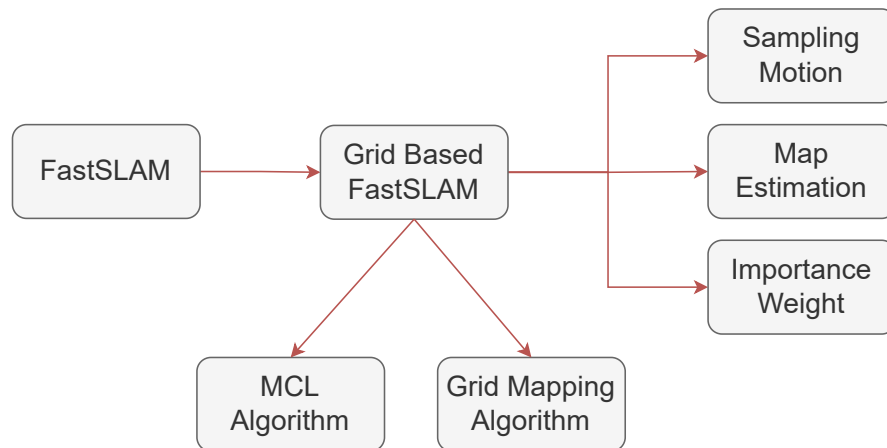 Sampling
Motion
FastSLAM
Grid Based
FastSLAM
Map
Estimation
Importance
Weight
MCL
Algorithm
Grid Mapping
Algorithm